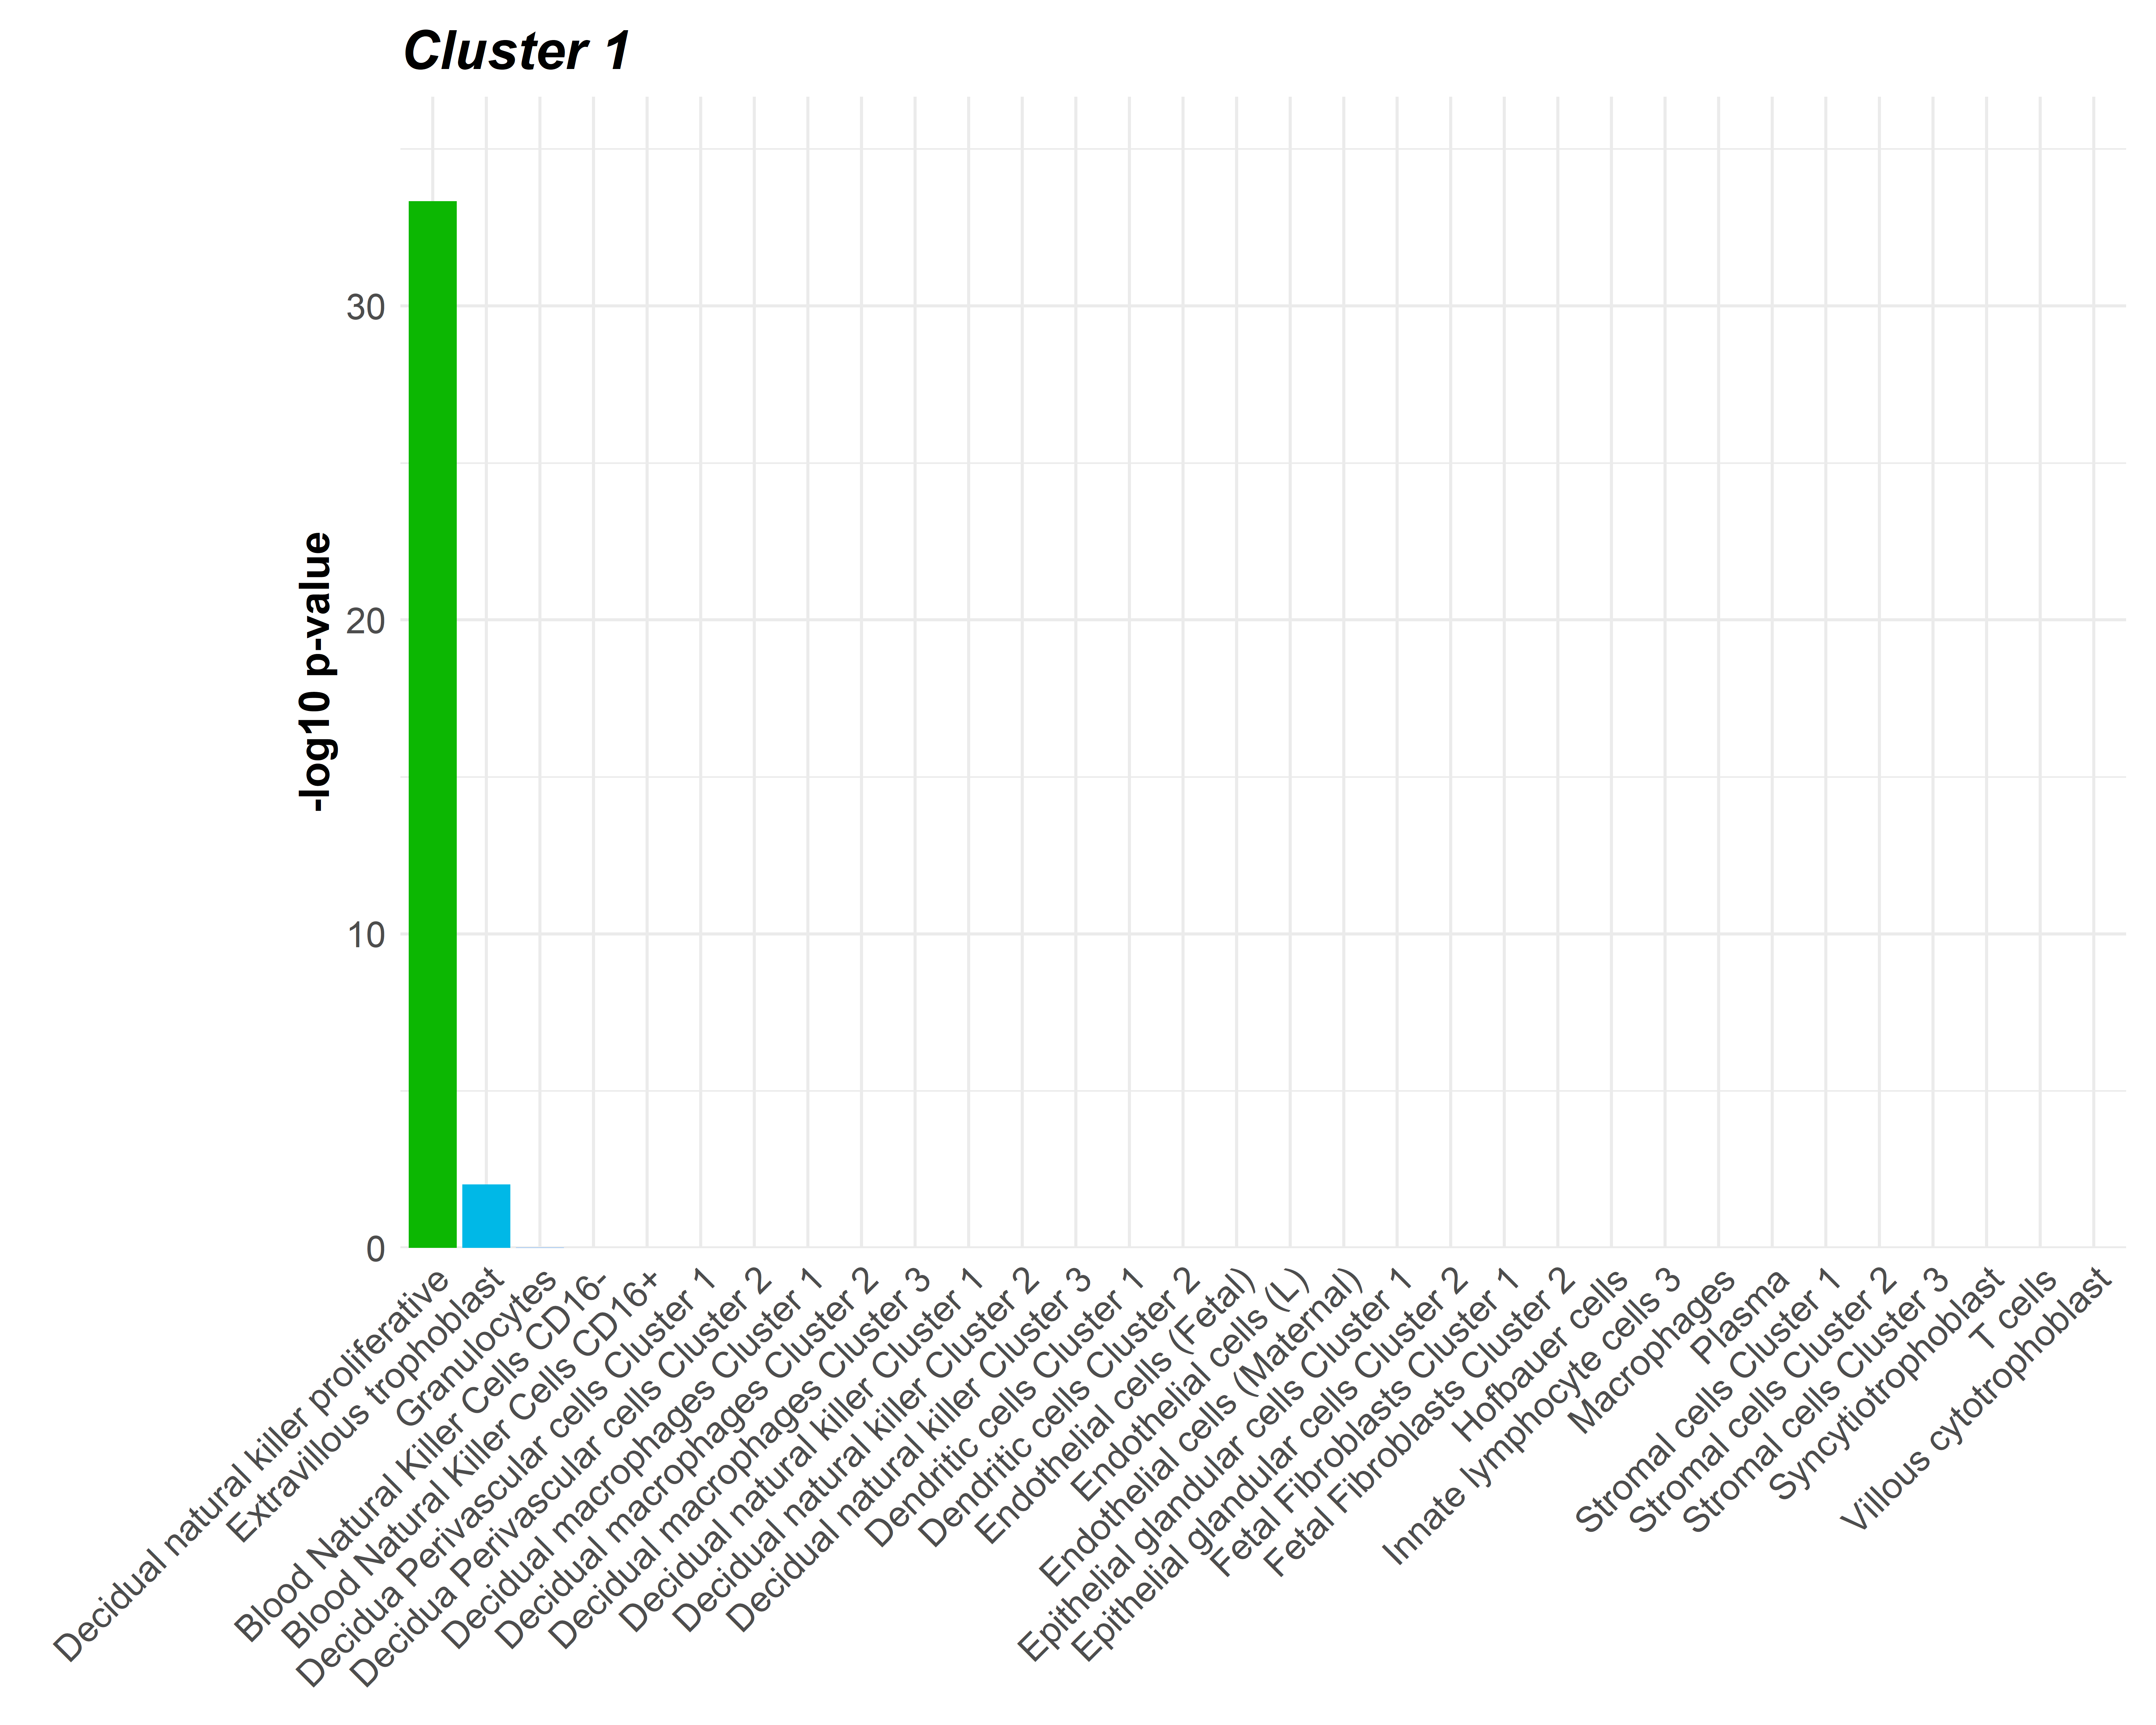 Cluster 1
-log10 p-value
30
20
10
0
Decidual natural killer proliferative
Extravillous trophoblast
Granulocytes
Blood Natural Killer Cells CD16-
Blood Natural Killer Cells CD16+
Decidua Perivascular cells Cluster 1
Decidua Perivascular cells Cluster 2
Decidual macrophages Cluster 1
Decidual macrophages Cluster 2
Decidual macrophages Cluster 3
Decidual natural killer Cluster 1
Decidual natural killer Cluster 2
Decidual natural killer Cluster 3
Dendritic cells Cluster 1
Dendritic cells Cluster 2
Endothelial cells (Fetal)
Endothelial cells (L)
Endothelial cells (Maternal)
Epithelial glandular cells Cluster 1
Epithelial glandular cells Cluster 2
Fetal Fibroblasts Cluster 1
Fetal Fibroblasts Cluster 2
Hofbauer cells
Innate lymphocyte cells 3
Macrophages
Plasma
Stromal cells Cluster 1
Stromal cells Cluster 2
Stromal cells Cluster 3
Syncytiotrophoblast
T cells
Villous cytotrophoblast